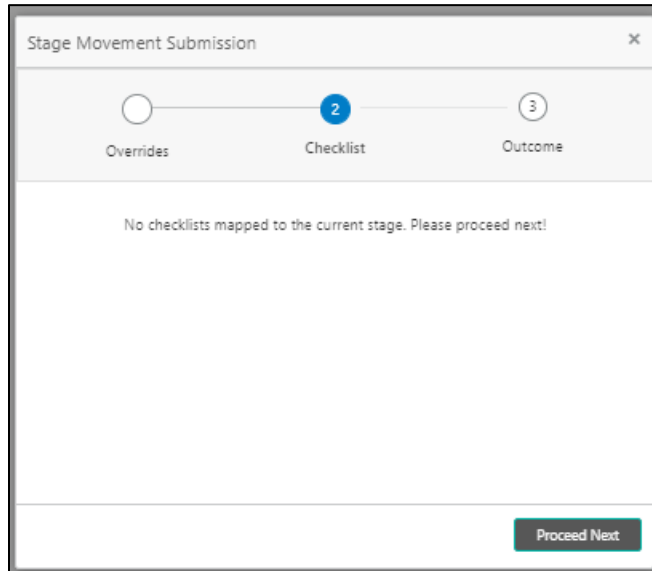 Stage Movement Submission ×
2 3
Overrides Checklist Outcome
No checklists mapped to the current stage. Please proceed next!
Proceed Next